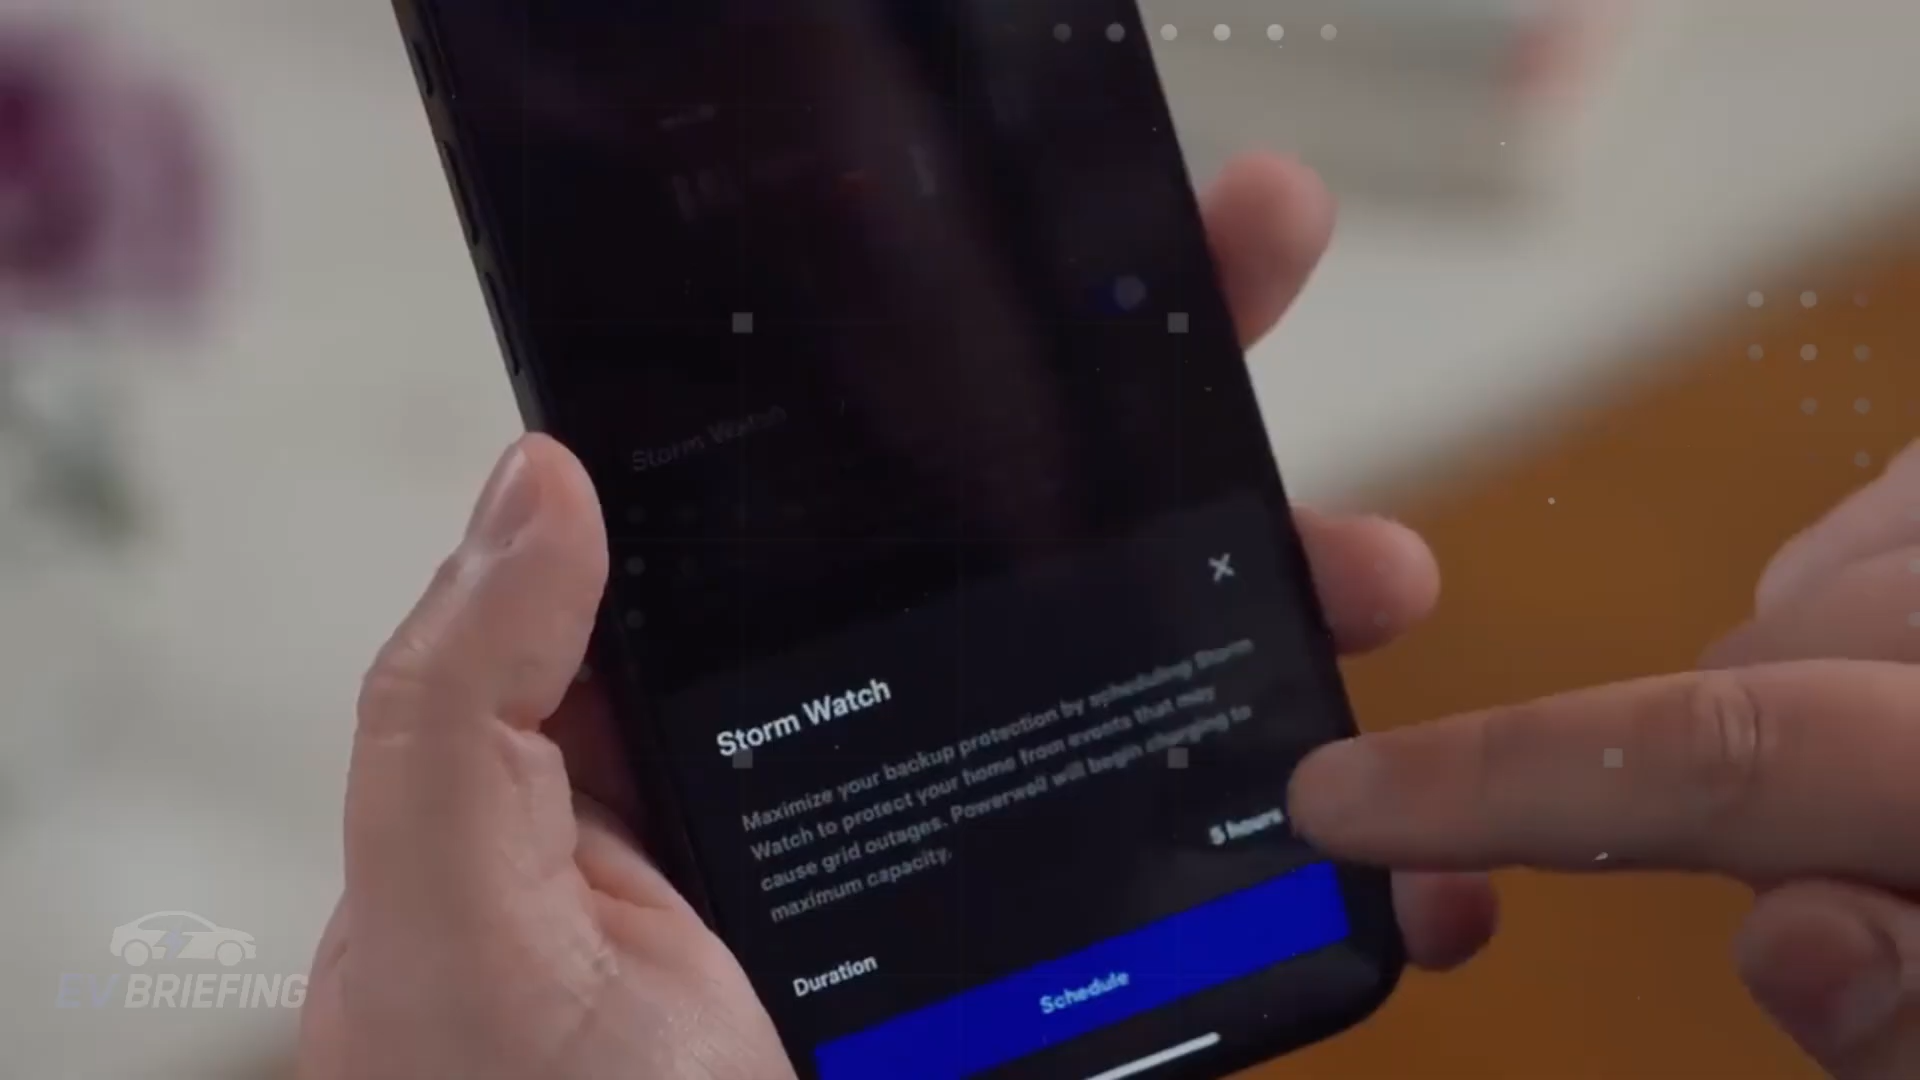 Storm Watch
Storm Watch
Maximize your backup protection by scheduling Storm
Watch to protect your home from events that may
cause grid outages. Powerwall will begin charging to
maximum capacity.
Duration
5 hours
Schedule
EV BRIEFING